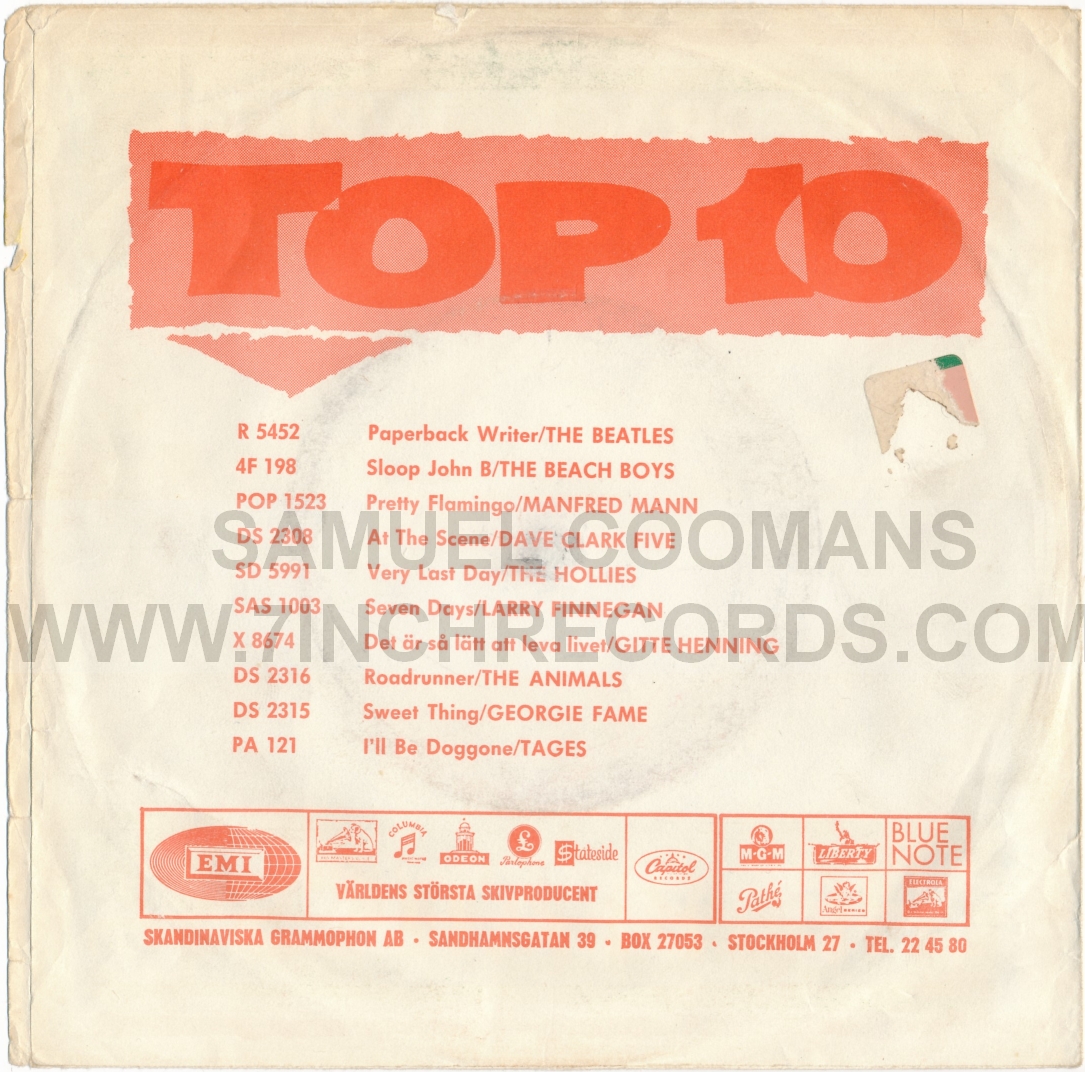 TOP 10
R 5452 Paperback Writer/THE BEATLES
4F 198 Sloop John B/THE BEACH BOYS
POP 1523 Pretty Flamingo/MANFRED MANN
SAMUEL COOMANS
DS 2308 At The Scene/DAVE CLARK FIVE
SD 5991 Very Last Day/THE HOLLIES
SAS 1003 Seven Days/LARRY FINNEGAN
WWW.7INCHRECORDS.COM
X 8674 Det är så lätt att leva livet/GITTE HENNING
DS 2316 Roadrunner/THE ANIMALS
DS 2315 Sweet Thing/GEORGIE FAME
PA 121 I'll Be Doggone/TAGES
EMI
COLUMBIA
ODEON
Parlophone
Stateside
VÄRLDENS STÖRSTA SKIVPRODUCENT
Capitol
RECORDS
M-G-M
LIBERTY
BLUE NOTE
Pathé
Angel SERIES
ELECTROLA
SKANDINAVISKA GRAMMOPHON AB • SANDHAMNSGATAN 39 • BOX 27053 • STOCKHOLM 27 • TEL. 22 45 80